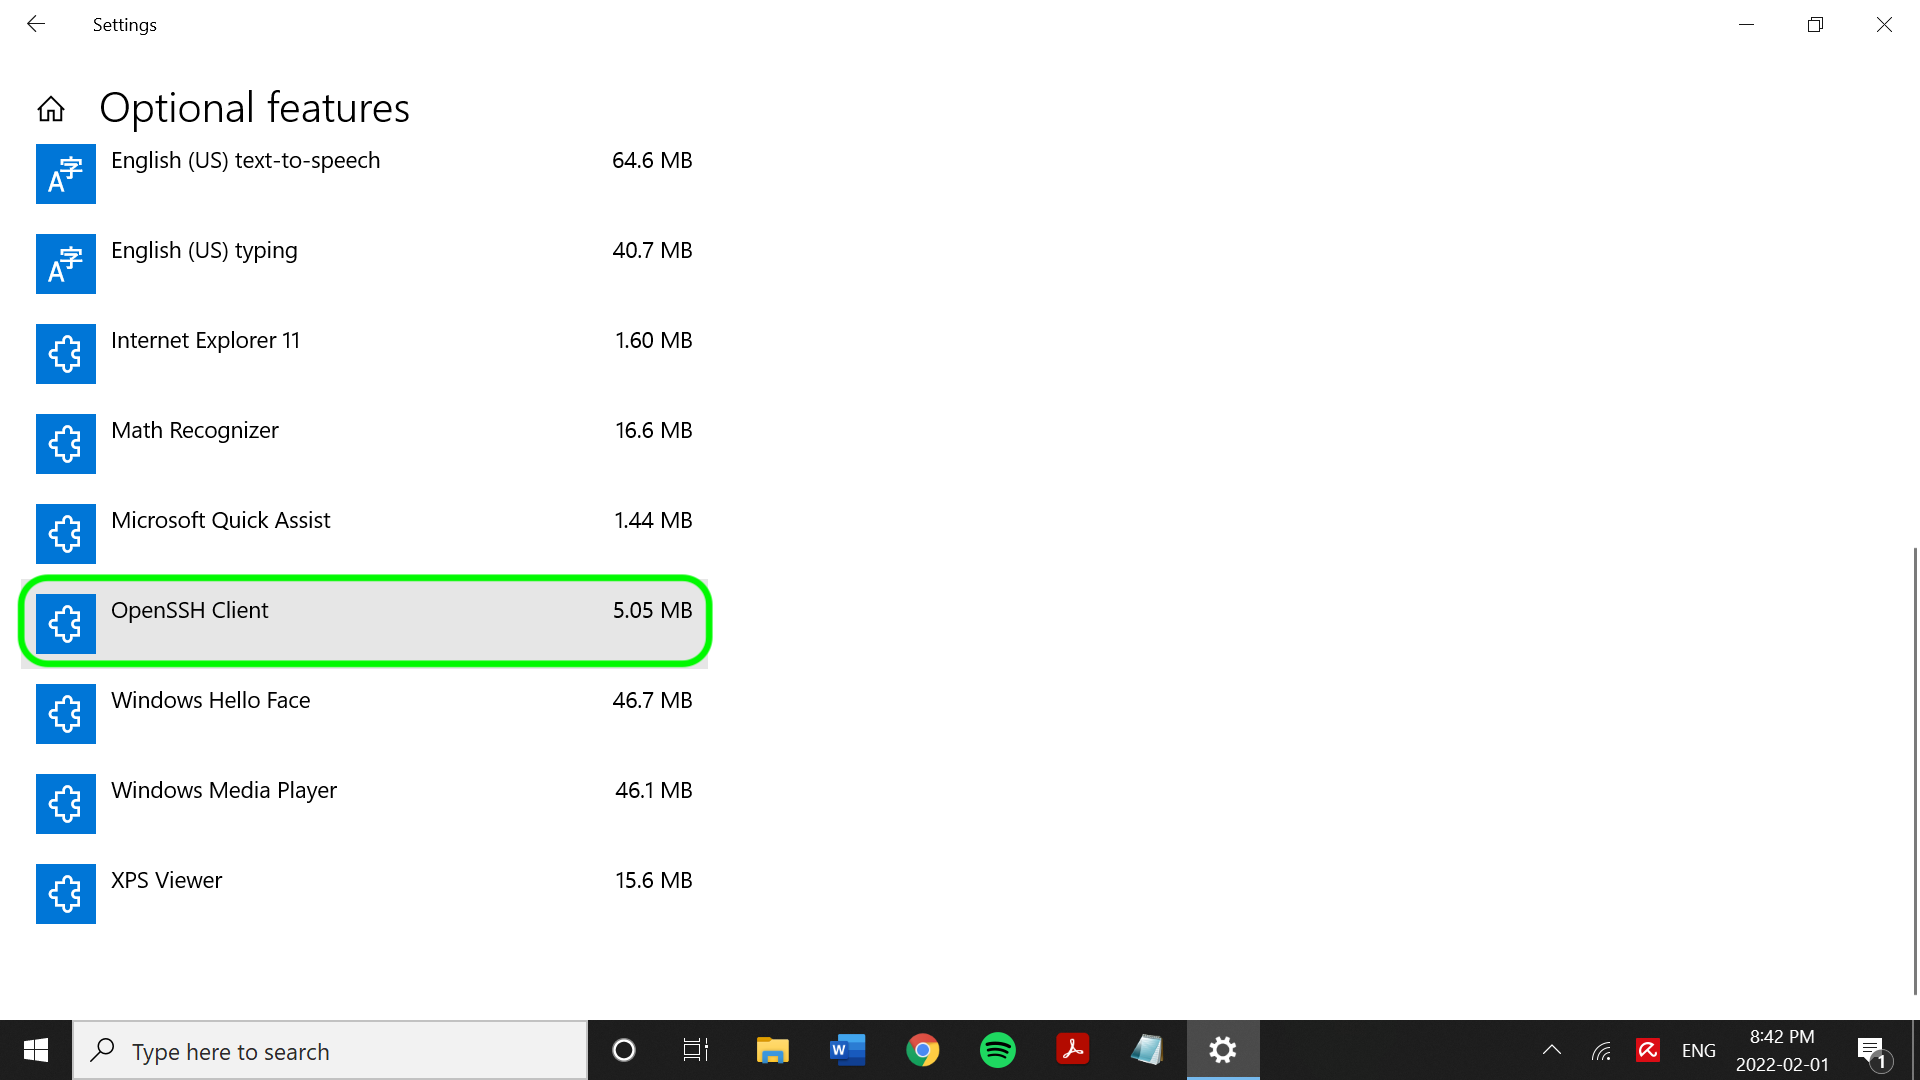 Settings
Optional features
English (US) text-to-speech 64.6 MB
English (US) typing 40.7 MB
Internet Explorer 11 1.60 MB
Math Recognizer 16.6 MB
Microsoft Quick Assist 1.44 MB
OpenSSH Client 5.05 MB
Windows Hello Face 46.7 MB
Windows Media Player 46.1 MB
XPS Viewer 15.6 MB
Type here to search
ENG
8:42 PM
2022-02-01
1